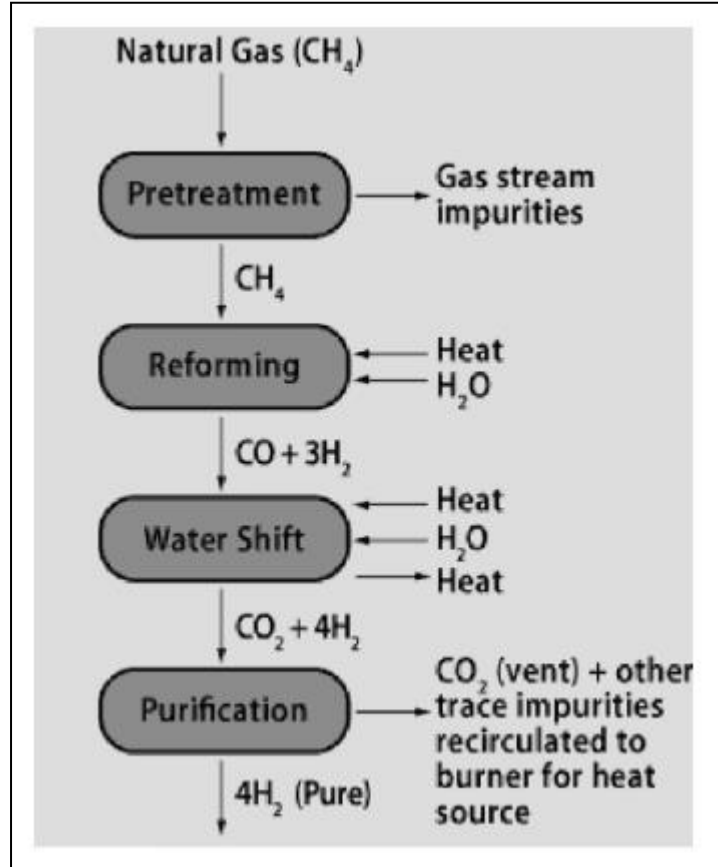 Natural Gas (CH₄)
Pretreatment
Gas stream
impurities
CH₄
Reforming
Heat
H₂O
CO + 3H₂
Water Shift
Heat
H₂O
Heat
CO₂ + 4H₂
Purification
CO₂ (vent) + other
trace impurities
recirculated to
burner for heat
source
4H₂ (Pure)